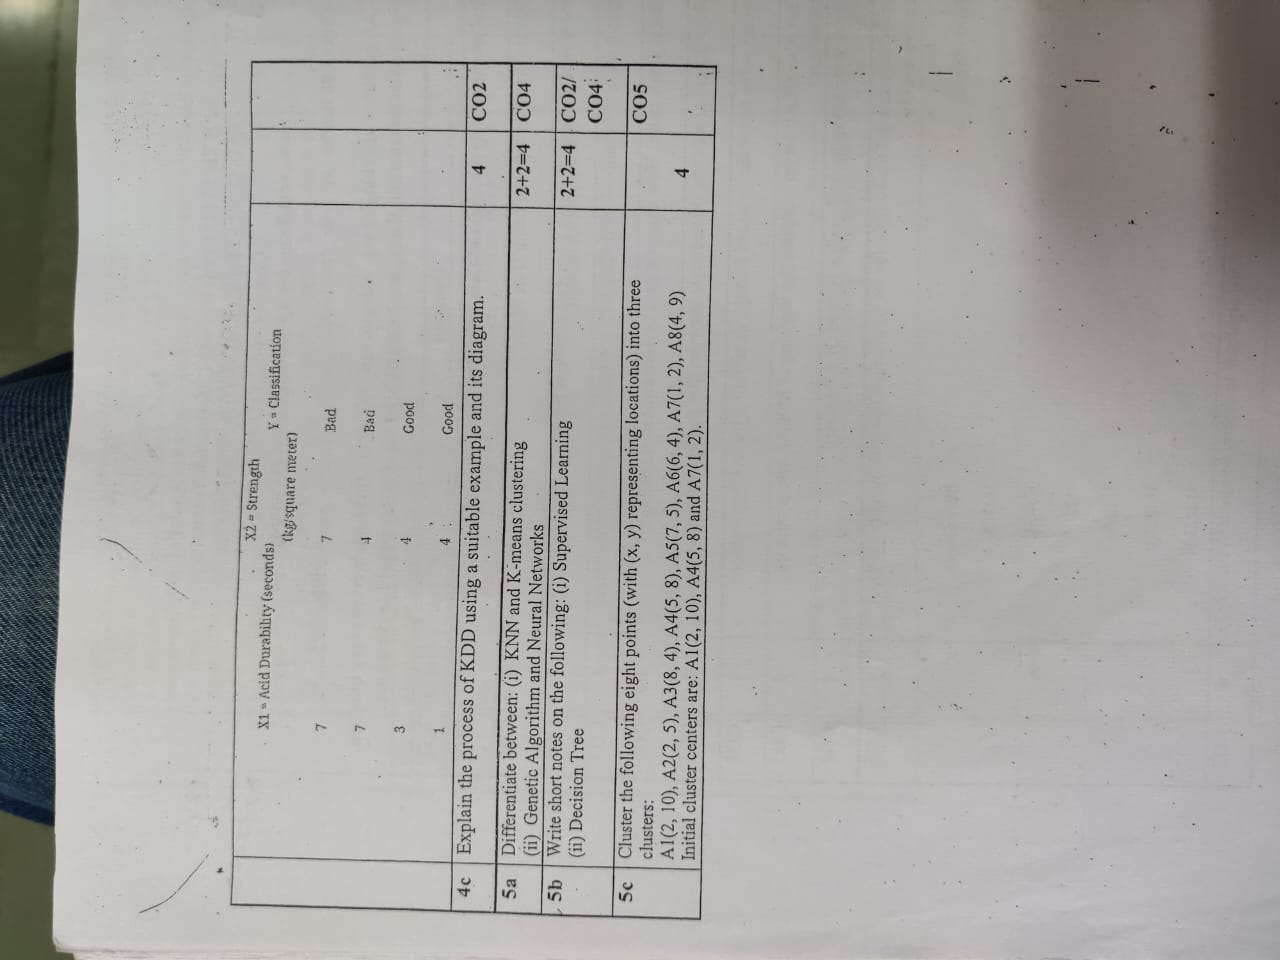 X1 = Acid Durability (seconds) X2 = Strength (kg/square meter) Y = Classification
7 7 Bad
7 4 Bad
3 4 Good
1 4 Good
4c Explain the process of KDD using a suitable example and its diagram. 4 CO2
5a Differentiate between: (i) KNN and K-means clustering 2+2=4 CO4
(ii) Genetic Algorithm and Neural Networks
5b Write short notes on the following: (i) Supervised Learning 2+2=4 CO2/
(ii) Decision Tree CO4
5c Cluster the following eight points (with (x, y) representing locations) into three CO5
clusters:
A1(2, 10), A2(2, 5), A3(8, 4), A4(5, 8), A5(7, 5), A6(6, 4), A7(1, 2), A8(4, 9) 4
Initial cluster centers are: A1(2, 10), A4(5, 8) and A7(1, 2).